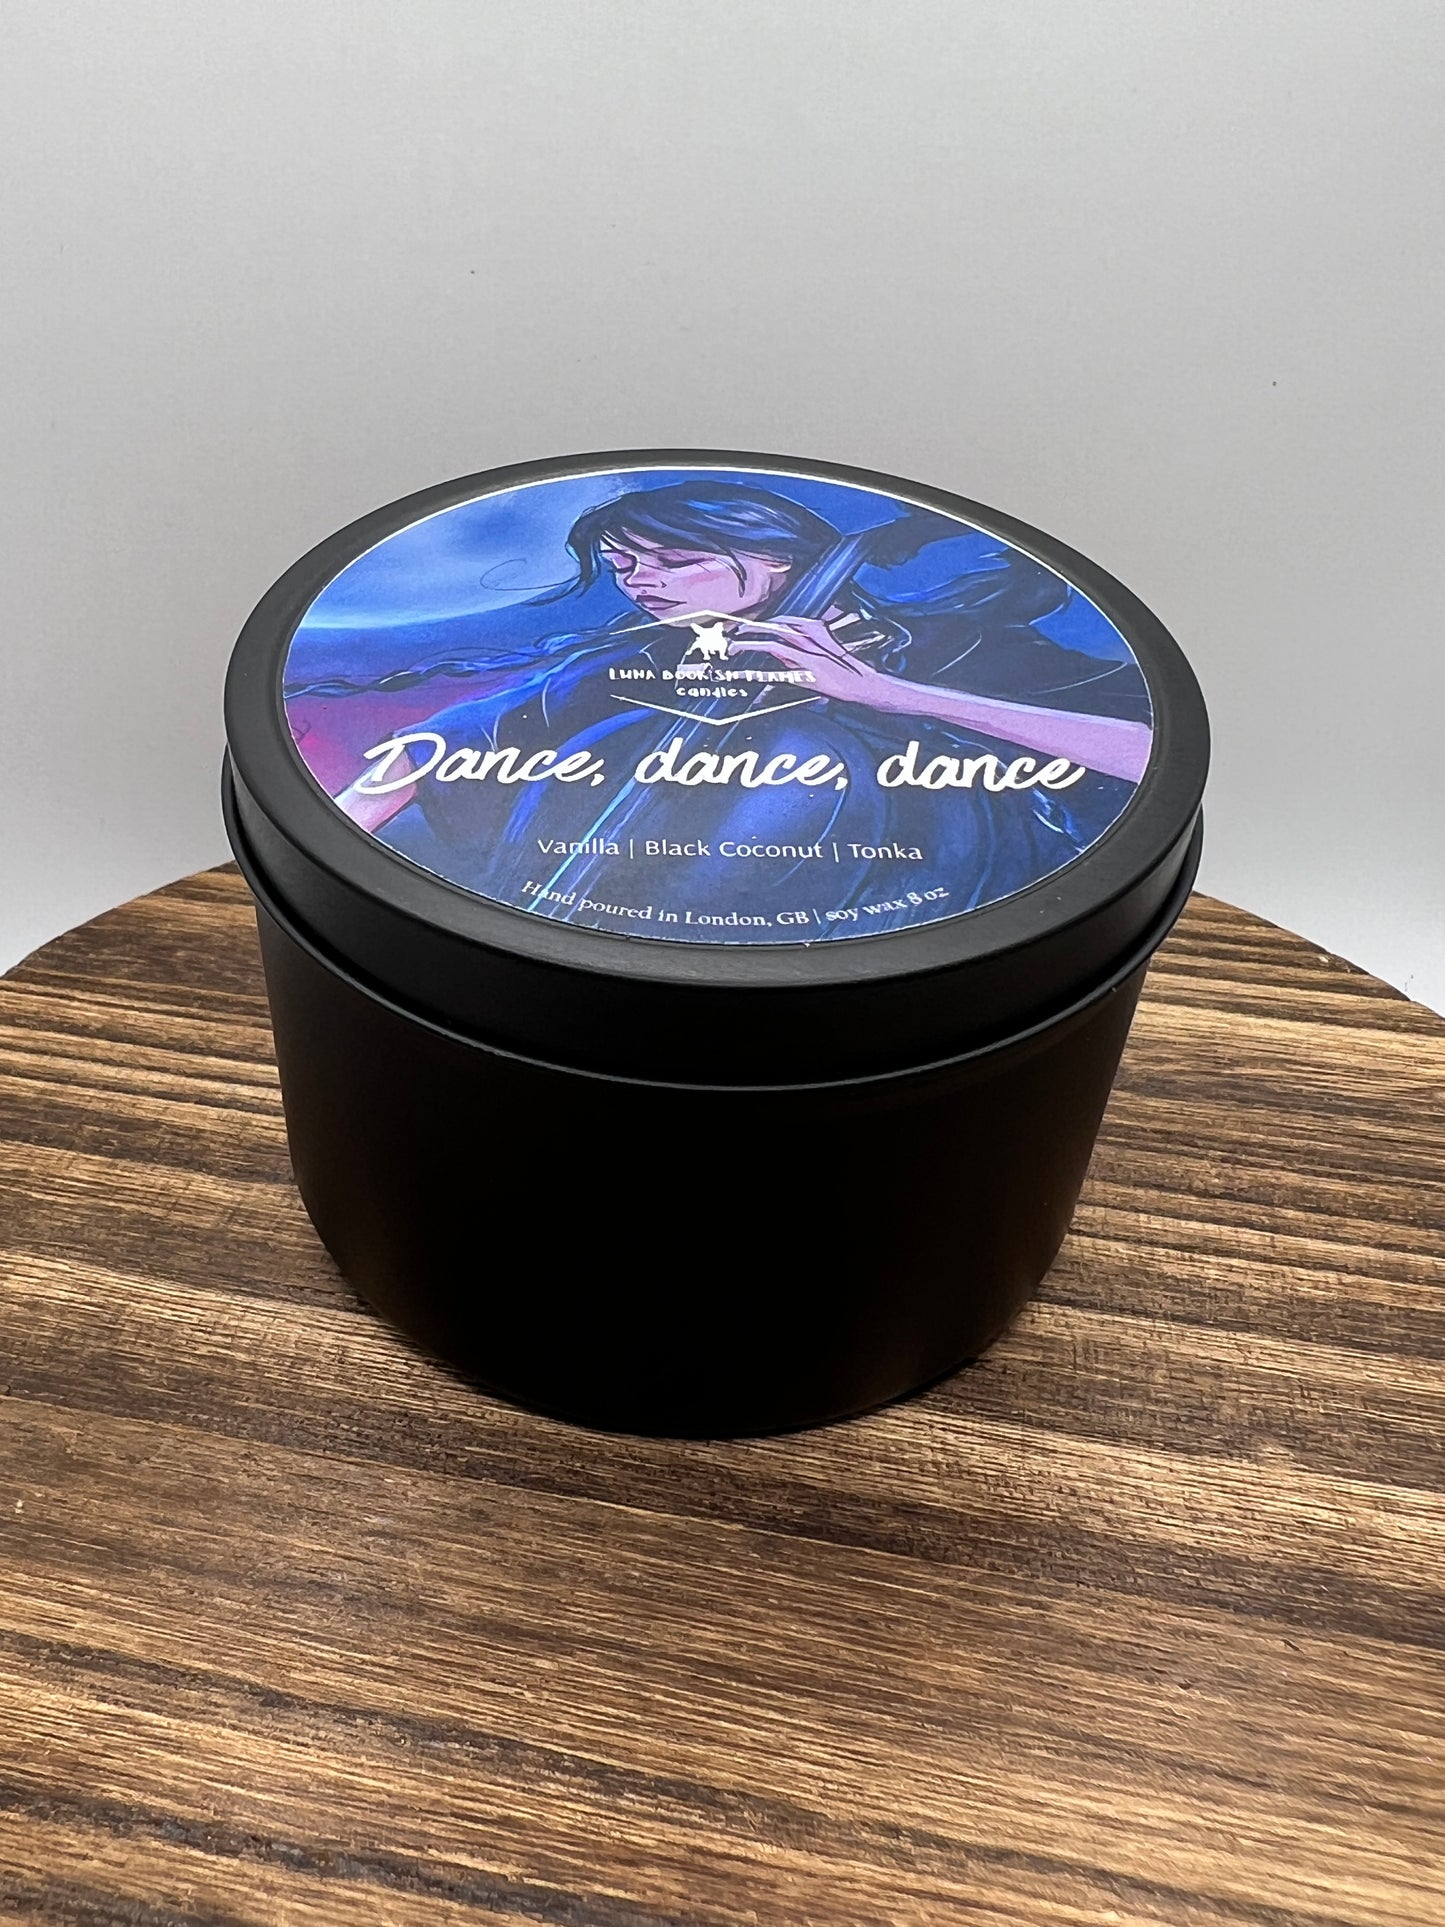 LUNA BOOKISH FLAMES
candles
Dance, dance, dance
Vanilla | Black Coconut | Tonka
Hand poured in London, GB | soy wax 8 oz